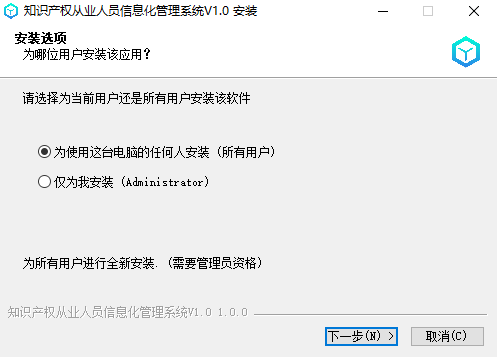 知识产权从业人员信息化管理系统V1.0 安装
安装选项
为哪位用户安装该应用？
请选择为当前用户还是所有用户安装该软件
为使用这台电脑的任何人安装 (所有用户)
仅为我安装 (Administrator)
为所有用户进行全新安装. (需要管理员资格)
知识产权从业人员信息化管理系统V1.0 1.0.0
下一步(N) >
取消(C)